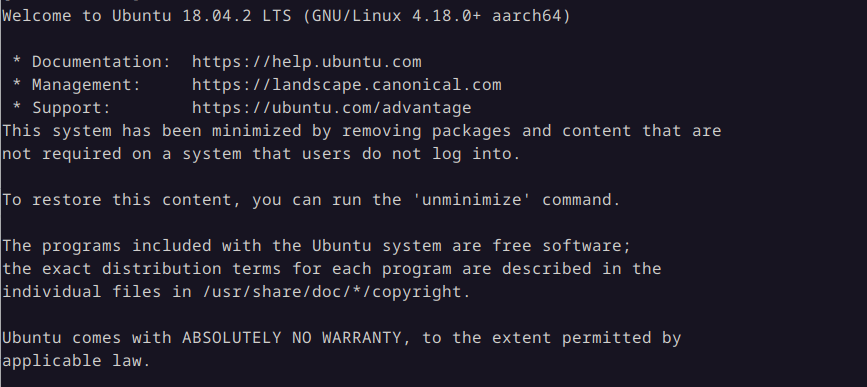 Welcome to Ubuntu 18.04.2 LTS (GNU/Linux 4.18.0+ aarch64)
* Documentation:  https://help.ubuntu.com
* Management:     https://landscape.canonical.com
* Support:        https://ubuntu.com/advantage
This system has been minimized by removing packages and content that are
not required on a system that users do not log into.
To restore this content, you can run the 'unminimize' command.
The programs included with the Ubuntu system are free software;
the exact distribution terms for each program are described in the
individual files in /usr/share/doc/*/copyright.
Ubuntu comes with ABSOLUTELY NO WARRANTY, to the extent permitted by
applicable law.